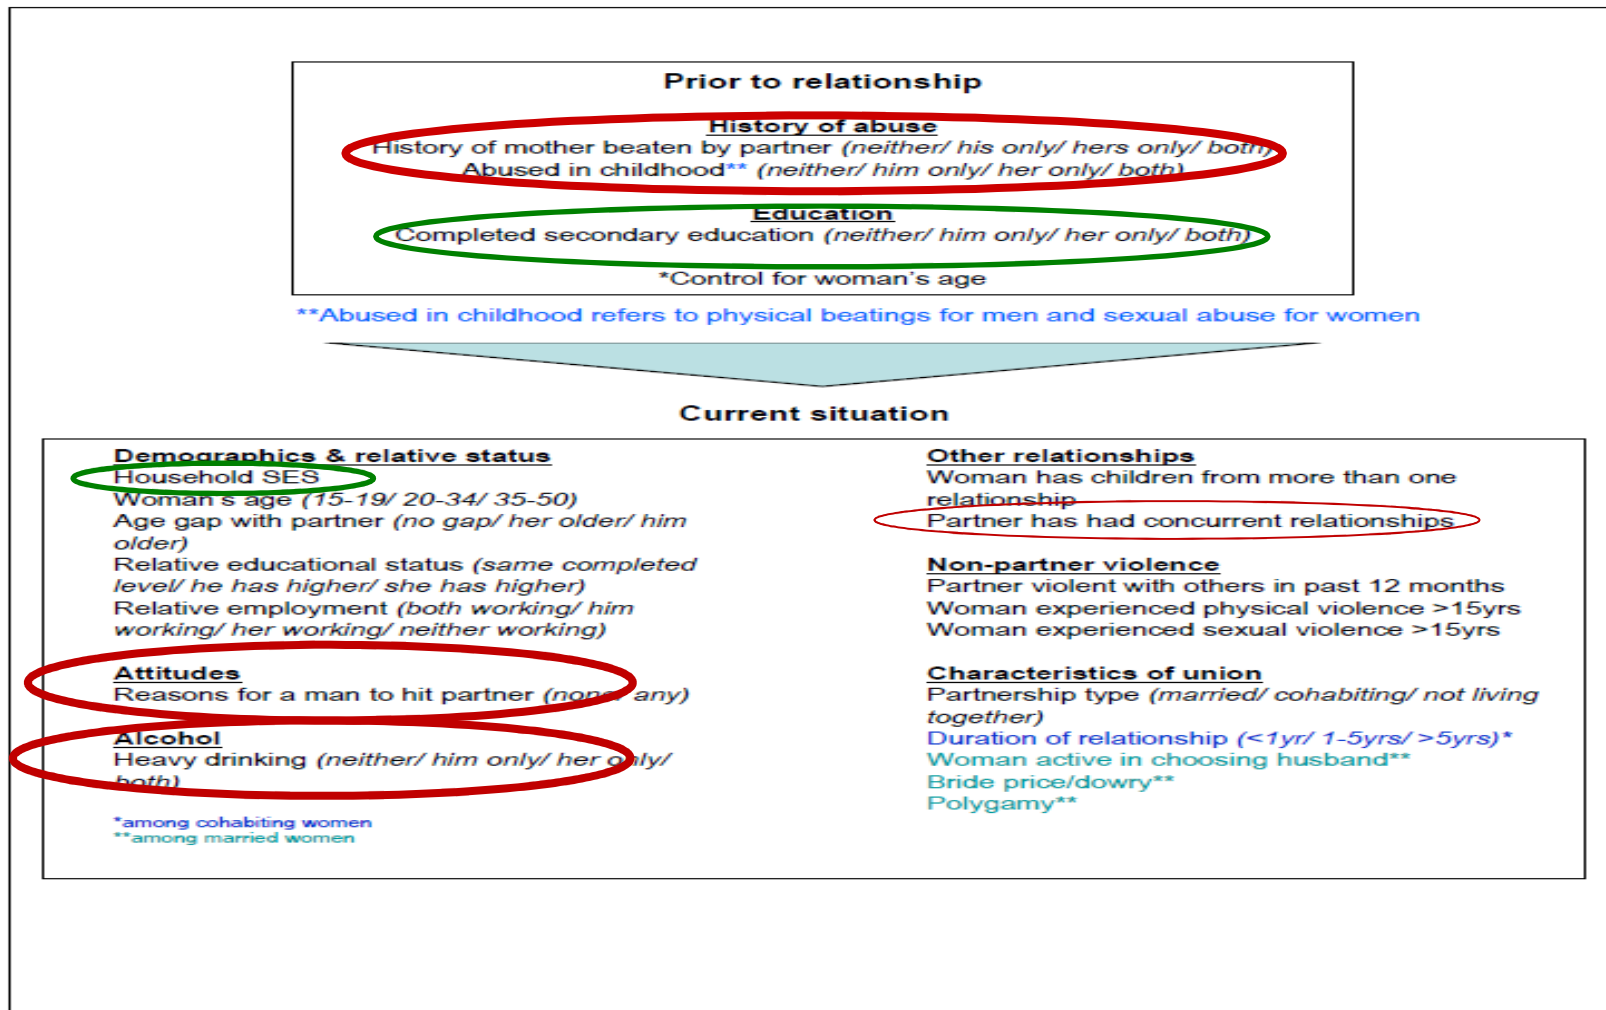 Prior to relationship
History of abuse
History of mother beaten by partner (neither/ his only/ hers only/ both)
Abused in childhood** (neither/ him only/ her only/ both)
Education
Completed secondary education (neither/ him only/ her only/ both)
*Control for woman's age
**Abused in childhood refers to physical beatings for men and sexual abuse for women
Current situation
Demographics & relative status
Household SES
Woman's age (15-19/ 20-34/ 35-50)
Age gap with partner (no gap/ her older/ him
older)
Relative educational status (same completed
level/ he has higher/ she has higher)
Relative employment (both working/ him
working/ her working/ neither working)
Attitudes
Reasons for a man to hit partner (none/ any)
Alcohol
Heavy drinking (neither/ him only/ her only/
both)
*among cohabiting women
**among married women
Other relationships
Woman has children from more than one
relationship
Partner has had concurrent relationships
Non-partner violence
Partner violent with others in past 12 months
Woman experienced physical violence >15yrs
Woman experienced sexual violence >15yrs
Characteristics of union
Partnership type (married/ cohabiting/ not living
together)
Duration of relationship (<1yr/ 1-5yrs/ >5yrs)*
Woman active in choosing husband**
Bride price/dowry**
Polygamy**